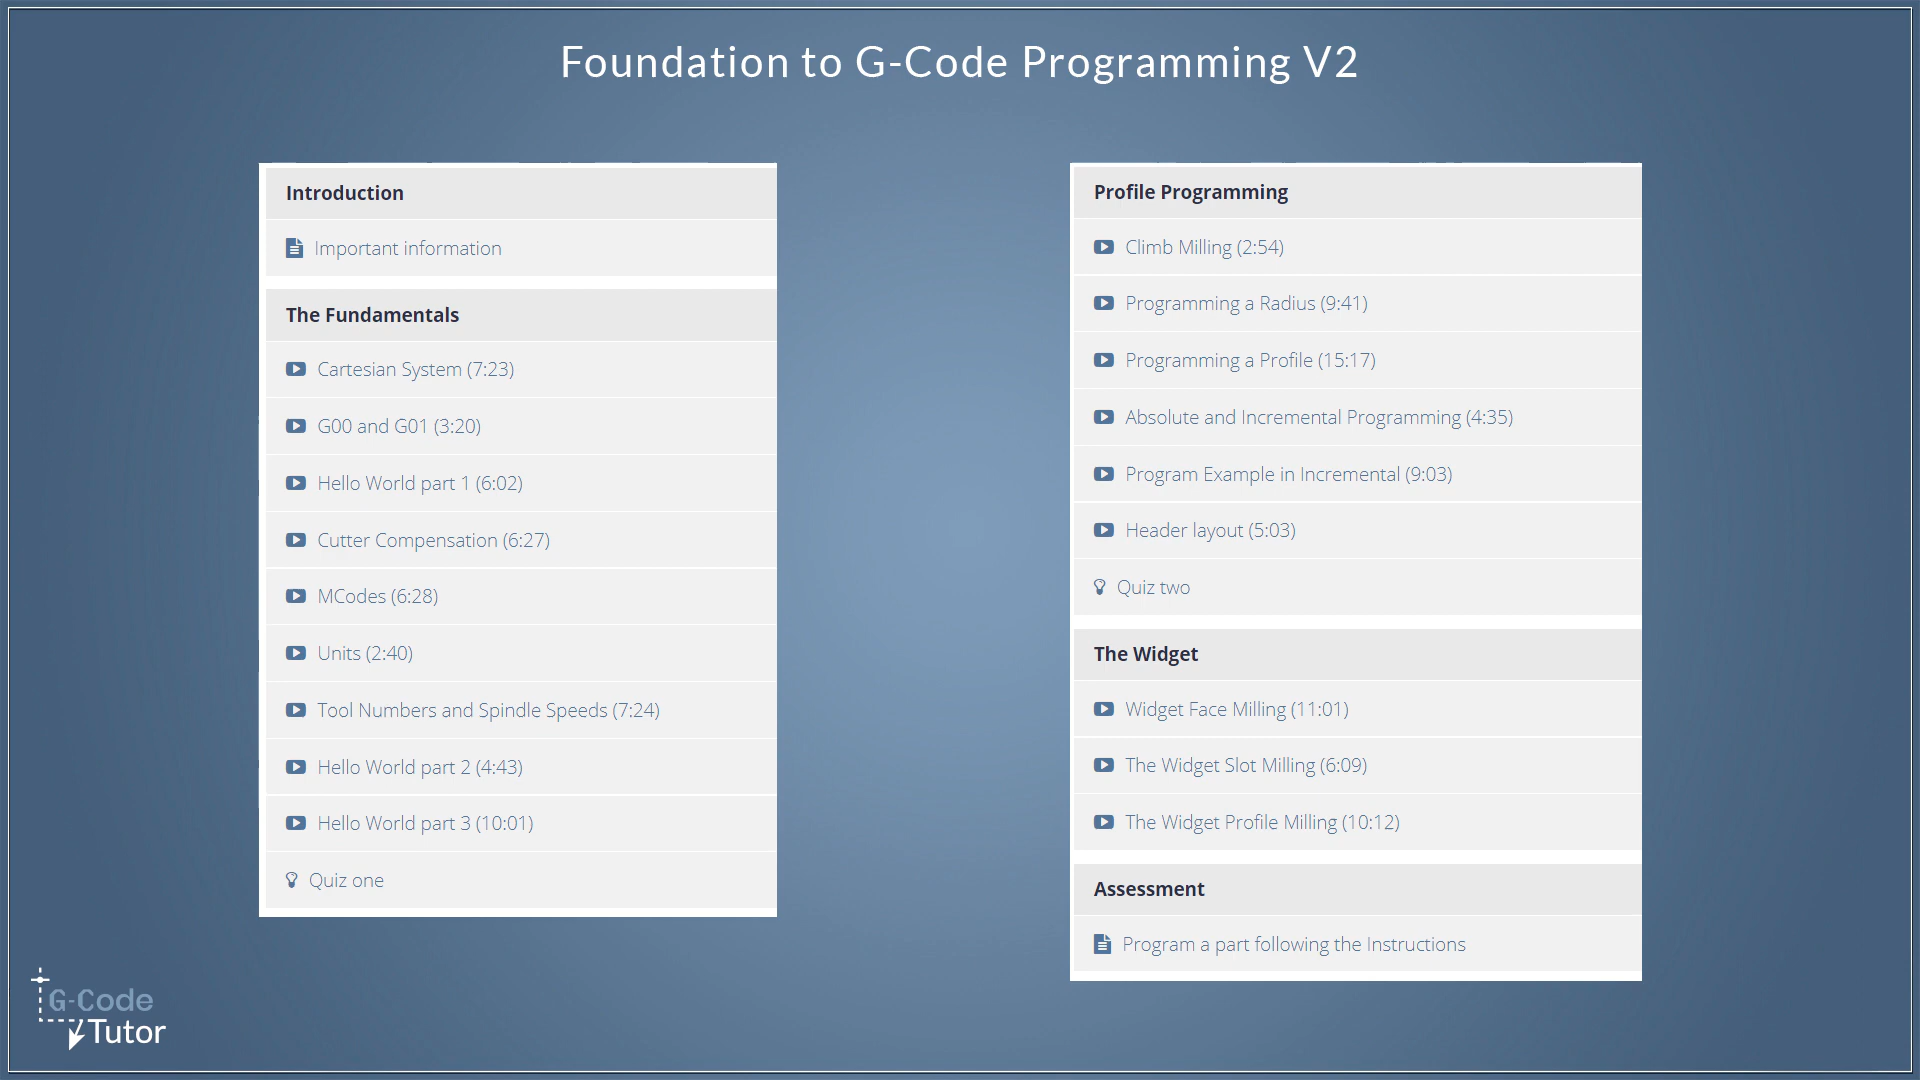 Foundation to G-Code Programming V2
Introduction
Important information
The Fundamentals
Cartesian System (7:23)
G00 and G01 (3:20)
Hello World part 1 (6:02)
Cutter Compensation (6:27)
MCodes (6:28)
Units (2:40)
Tool Numbers and Spindle Speeds (7:24)
Hello World part 2 (4:43)
Hello World part 3 (10:01)
Quiz one
Profile Programming
Climb Milling (2:54)
Programming a Radius (9:41)
Programming a Profile (15:17)
Absolute and Incremental Programming (4:35)
Program Example in Incremental (9:03)
Header layout (5:03)
Quiz two
The Widget
Widget Face Milling (11:01)
The Widget Slot Milling (6:09)
The Widget Profile Milling (10:12)
Assessment
Program a part following the Instructions
G-Code
Tutor